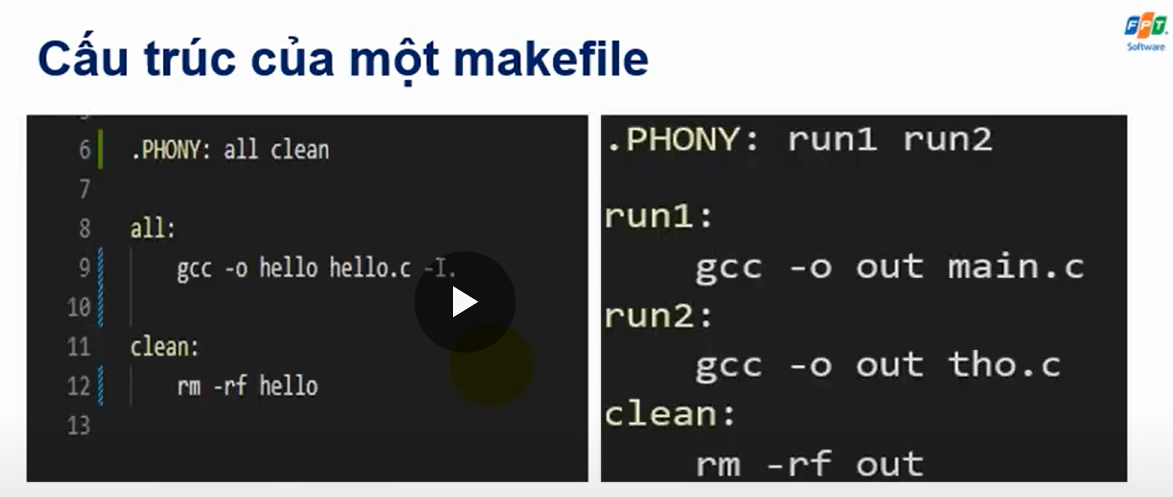 Cấu trúc của một makefile
FPT
Software
6 .PHONY: all clean
7
8 all:
9 gcc -o hello hello.c -I.
10
11 clean:
12 rm -rf hello
13
.PHONY: run1 run2
run1:
gcc -o out main.c
run2:
gcc -o out tho.c
clean:
rm -rf out